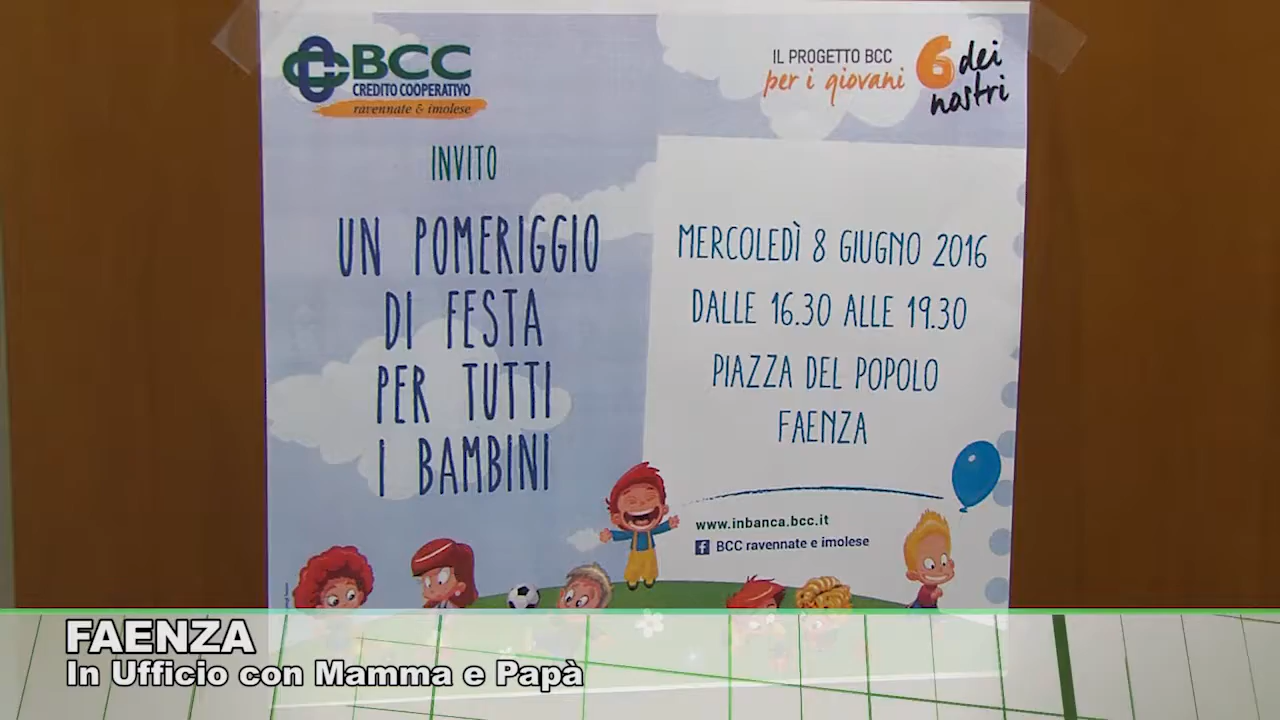 BCC
CREDITO COOPERATIVO
ravennate & imolese
IL PROGETTO BCC
per i giovani
6 dei
nostri
INVITO
UN POMERIGGIO
DI FESTA
PER TUTTI
I BAMBINI
MERCOLEDÌ 8 GIUGNO 2016
DALLE 16.30 ALLE 19.30
PIAZZA DEL POPOLO
FAENZA
www.inbanca.bcc.it
f BCC ravennate e imolese
FAENZA
In Ufficio con Mamma e Papà